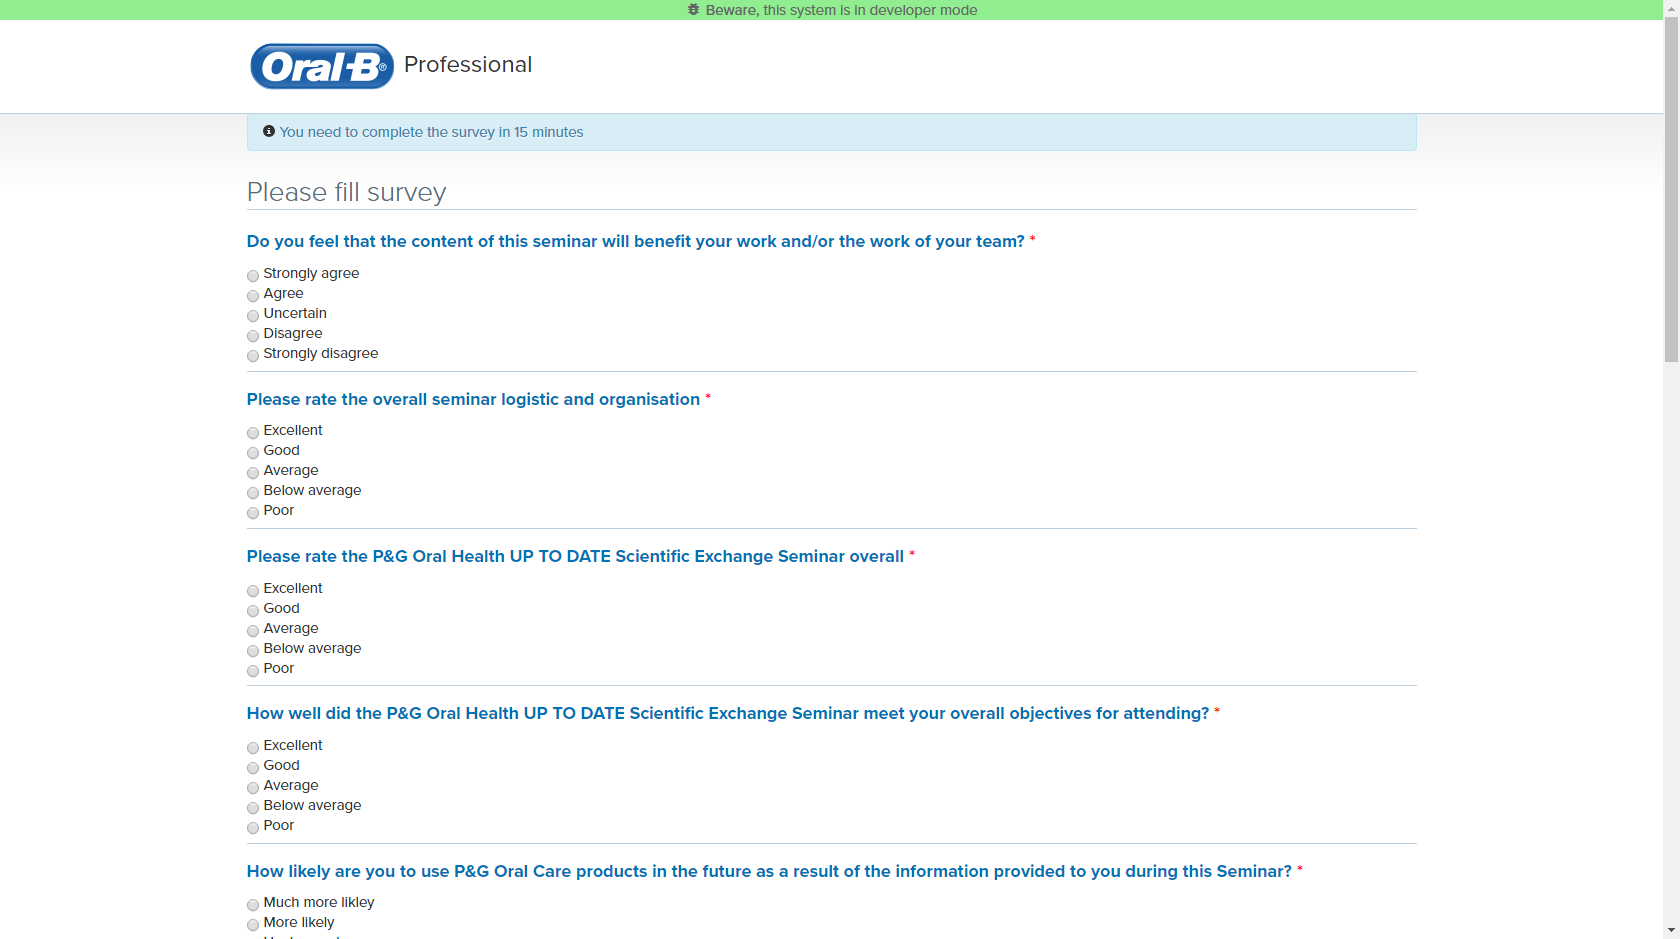 Beware, this system is in developer mode
Oral-B® Professional
You need to complete the survey in 15 minutes
Please fill survey
Do you feel that the content of this seminar will benefit your work and/or the work of your team? *
Strongly agree
Agree
Uncertain
Disagree
Strongly disagree
Please rate the overall seminar logistic and organisation *
Excellent
Good
Average
Below average
Poor
Please rate the P&G Oral Health UP TO DATE Scientific Exchange Seminar overall *
Excellent
Good
Average
Below average
Poor
How well did the P&G Oral Health UP TO DATE Scientific Exchange Seminar meet your overall objectives for attending? *
Excellent
Good
Average
Below average
Poor
How likely are you to use P&G Oral Care products in the future as a result of the information provided to you during this Seminar? *
Much more likley
More likely